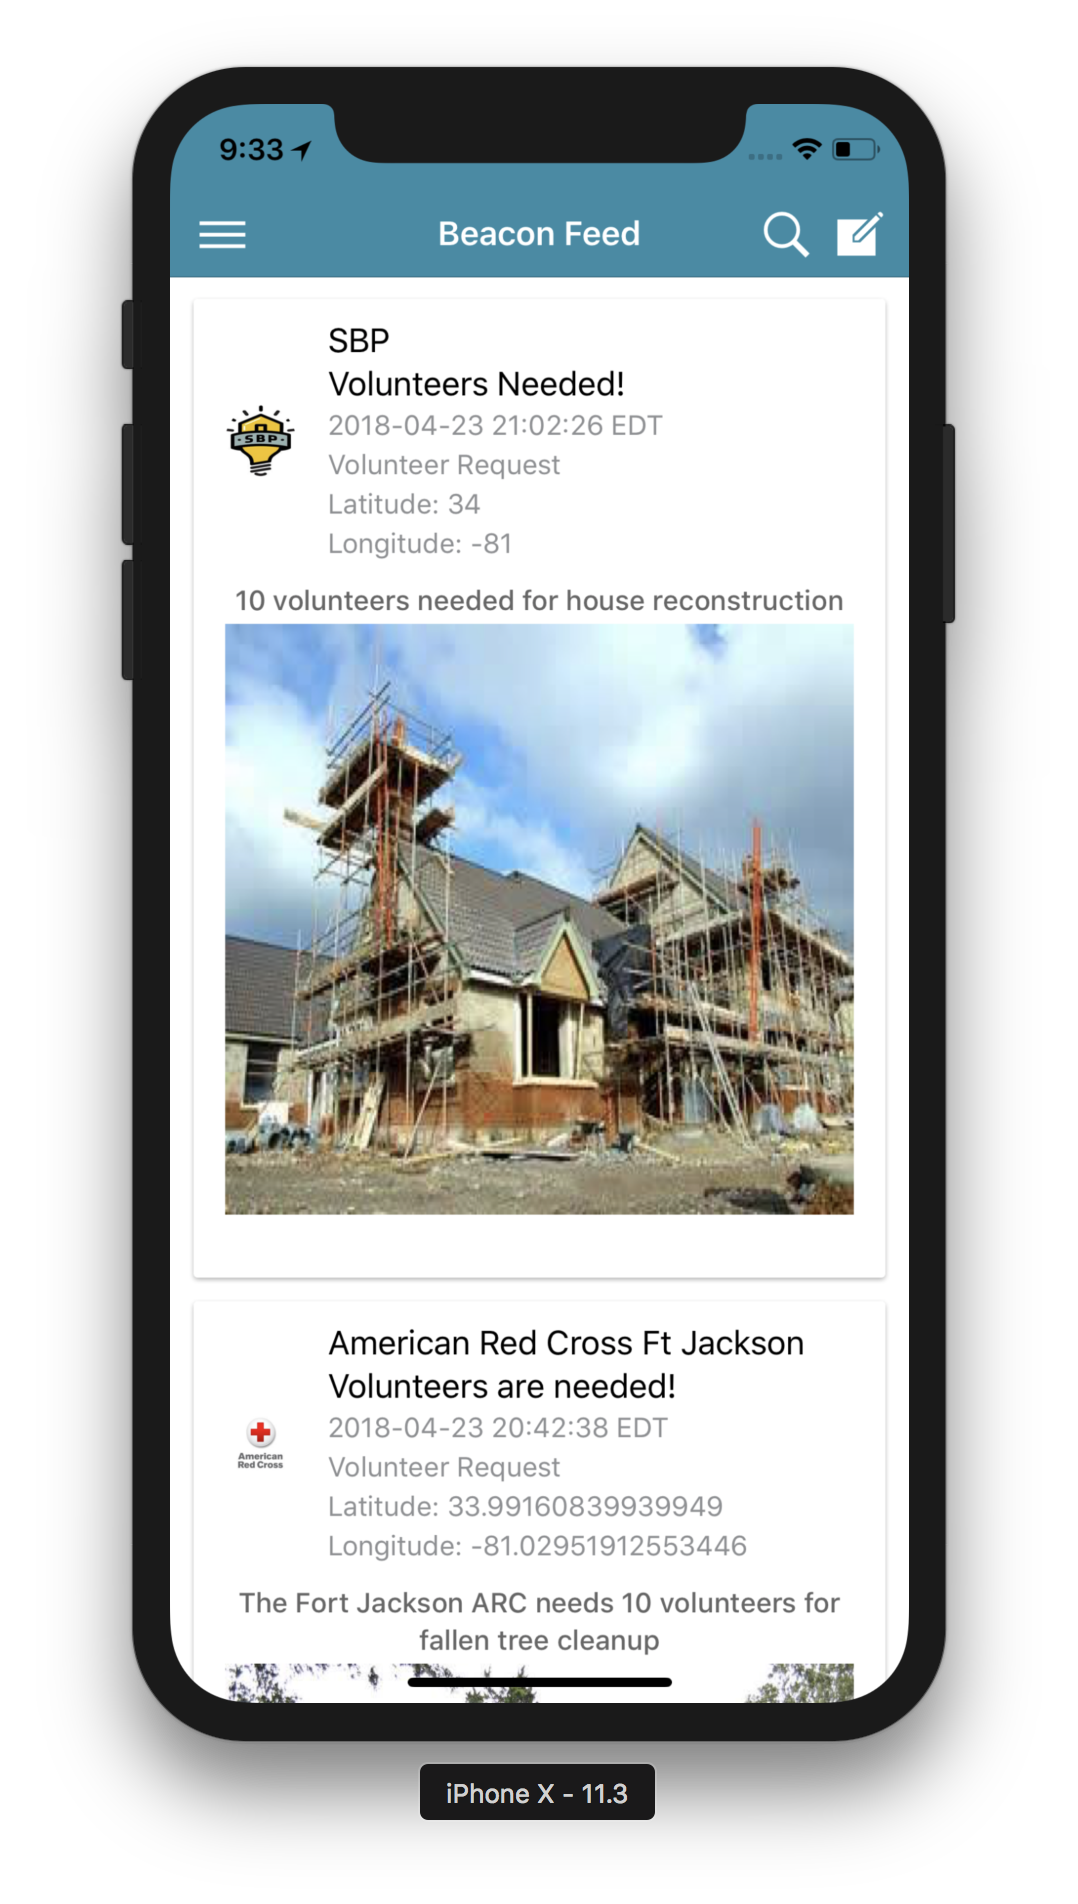 9:33
Beacon Feed
SBP
Volunteers Needed!
2018-04-23 21:02:26 EDT
SBP
Volunteer Request
Latitude: 34
Longitude: -81
10 volunteers needed for house reconstruction
American Red Cross Ft Jackson
Volunteers are needed!
2018-04-23 20:42:38 EDT
American
Red Cross
Volunteer Request
Latitude: 33.99160839939949
Longitude: -81.02951912553446
The Fort Jackson ARC needs 10 volunteers for
fallen tree cleanup
iPhone X - 11.3